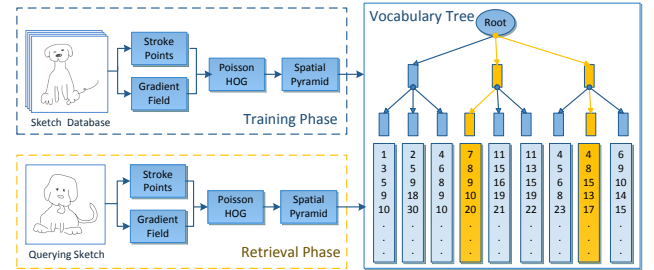 Vocabulary Tree
Root
Stroke
Points
Gradient
Field
Poisson
HOG
Spatial
Pyramid
Sketch Database
Training Phase
Stroke
Points
Gradient
Field
Poisson
HOG
Spatial
Pyramid
Querying Sketch
Retrieval Phase
1 2 4 7 11 11 4 4 6
3 5 6 8 15 13 5 8 9
5 9 8 9 16 15 6 15 10
9 18 9 10 19 19 8 13 14
10 30 10 20 21 22 23 17 15
. . . . . . . . .
. . . . . . . . .
. . . . . . . . .